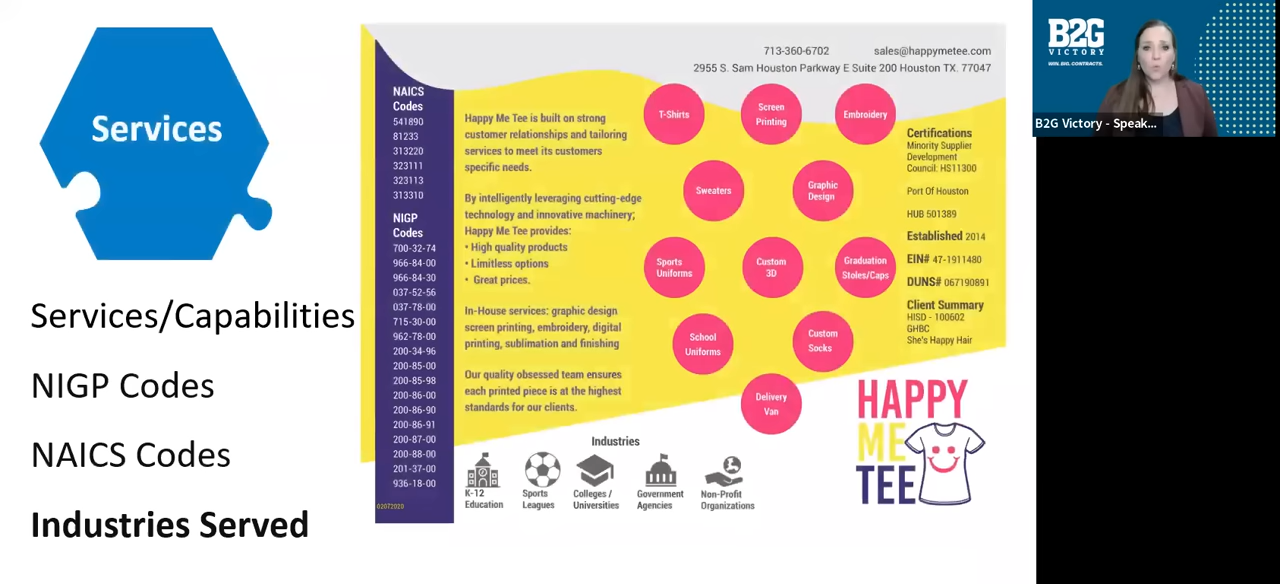 Services
Services/Capabilities
NIGP Codes
NAICS Codes
Industries Served
713-360-6702 sales@happymetee.com
2955 S. Sam Houston Parkway E Suite 200 Houston TX. 77047
NAICS
Codes
541890
81233
313220
323111
323113
313310
NIGP
Codes
700-32-74
966-84-00
966-84-30
037-52-56
037-78-00
715-30-00
962-78-00
200-34-96
200-85-00
200-85-98
200-86-00
200-86-90
200-86-91
200-87-00
200-88-00
201-37-00
936-18-00
02072020
Happy Me Tee is built on strong
customer relationships and tailoring
services to meet its customers
specific needs.
By intelligently leveraging cutting-edge
technology and innovative machinery;
Happy Me Tee provides:
• High quality products
• Limitless options
• Great prices.
In-House services: graphic design
screen printing, embroidery, digital
printing, sublimation and finishing
Our quality obsessed team ensures
each printed piece is at the highest
standards for our clients.
T-Shirts
Screen
Printing
Embroidery
Sweaters
Graphic
Design
Sports
Uniforms
Custom
3D
Graduation
Stoles/Caps
School
Uniforms
Custom
Socks
Delivery
Van
Certifications
Minority Supplier
Development
Council: HS11300
Port Of Houston
HUB 501389
Established 2014
EIN# 47-1911480
DUNS# 067190891
Client Summary
HISD - 100602
GHBC
She's Happy Hair
Industries
K-12
Education
Sports
Leagues
Colleges /
Universities
Government
Agencies
Non-Profit
Organizations
HAPPY
ME
TEE
B2G
VICTORY
WIN. BIG. CONTRACTS.
B2G Victory - Speak...